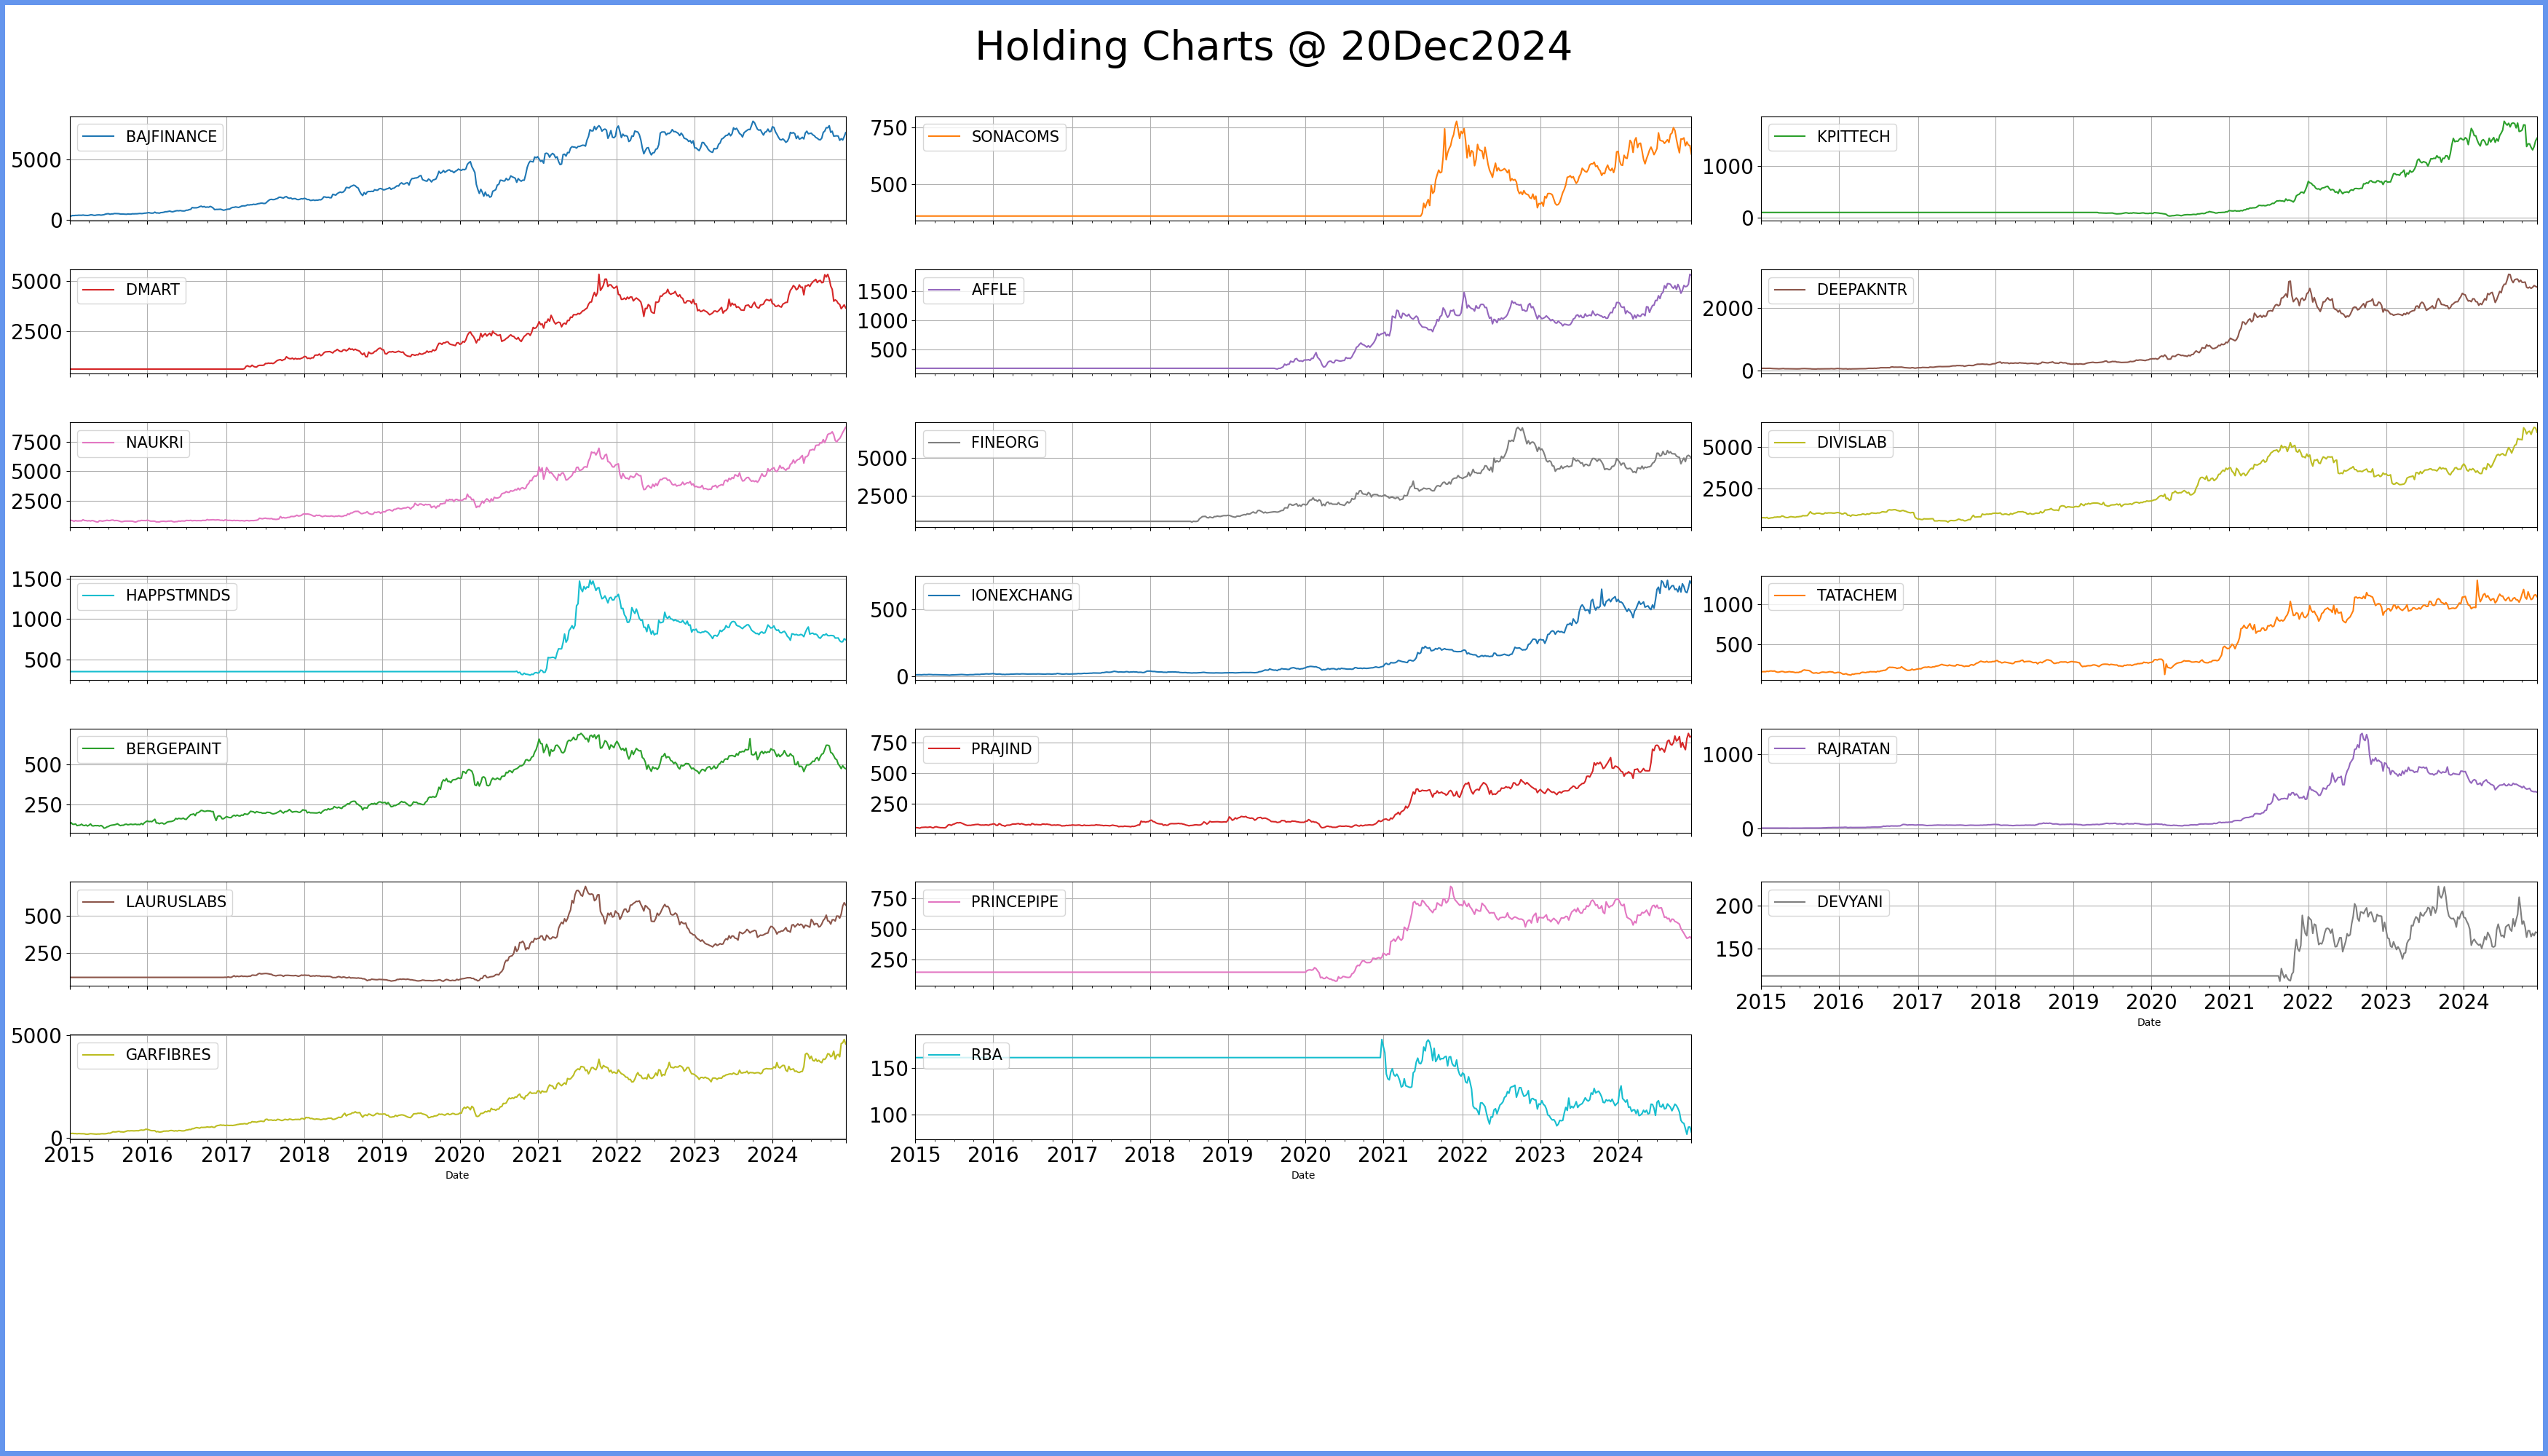 Holding Charts @ 20Dec2024
BAJFINANCE
5000
0
SONACOMS
750
500
KPITTECH
1000
0
DMART
5000
2500
AFFLE
1500
1000
500
DEEPAKNTR
2000
0
NAUKRI
7500
5000
2500
FINEORG
5000
2500
DIVISLAB
5000
2500
HAPPSTMNDS
1500
1000
500
IONEXCHANG
500
0
TATACHEM
1000
500
BERGEPAINT
500
250
PRAJIND
750
500
250
RAJRATAN
1000
0
LAURUSLABS
500
250
PRINCEPIPE
750
500
250
DEVYANI
200
150
2015 2016 2017 2018 2019 2020 2021 2022 2023 2024
Date
GARFIBRES
5000
0
2015 2016 2017 2018 2019 2020 2021 2022 2023 2024
Date
RBA
150
100
2015 2016 2017 2018 2019 2020 2021 2022 2023 2024
Date